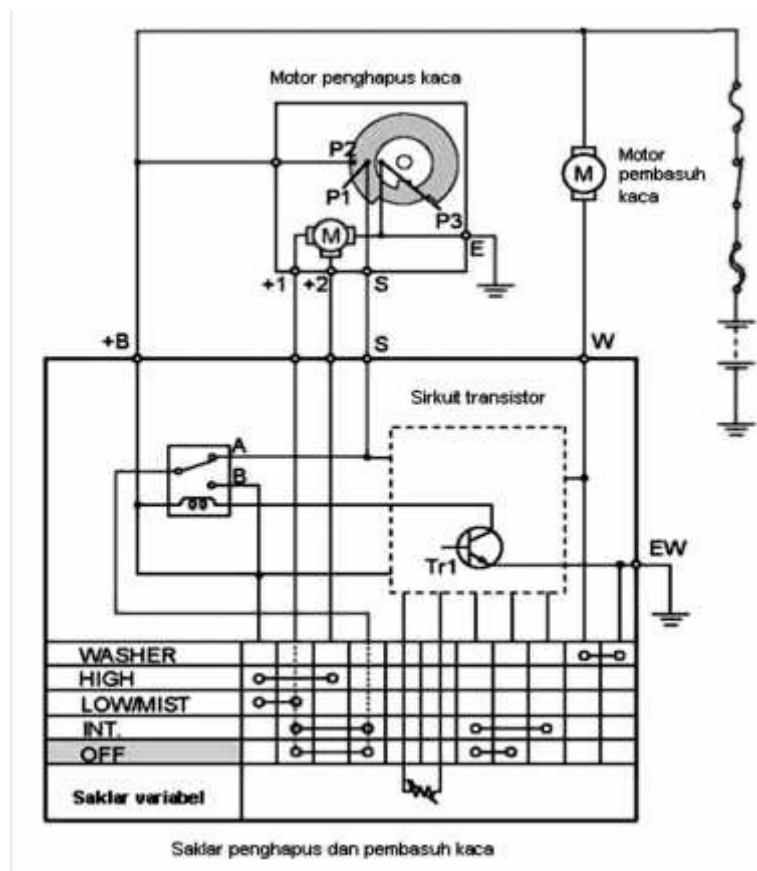 Motor penghapus kaca
P2
P1
P3
M
E
+1
+2
S
M
Motor
pembasuh
kaca
+B
S
W
Sirkuit transistor
A
B
Tr1
EW
WASHER
HIGH
LOW/MIST
INT.
OFF
Saklar variabel
Saklar penghapus dan pembasuh kaca